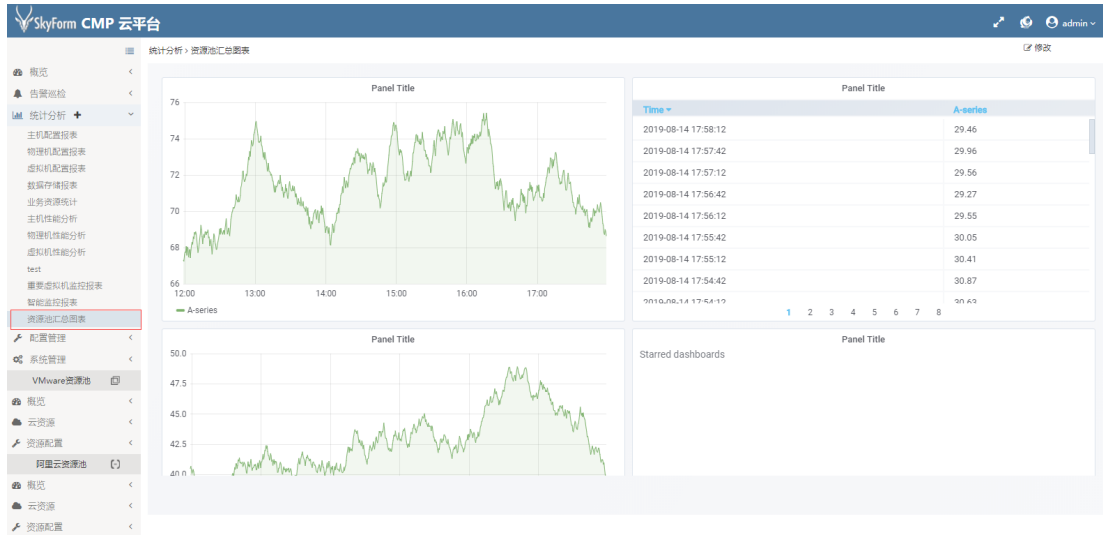 SkyForm CMP 云平台
admin
统计分析 › 资源池汇总图表
修改
概览
告警巡检
统计分析
主机配置报表
物理机配置报表
虚拟机配置报表
数据存储报表
业务资源统计
主机性能分析
物理机性能分析
虚拟机性能分析
test
重要虚拟机监控报表
智能监控报表
资源池汇总图表
配置管理
系统管理
VMware资源池
概览
云资源
资源配置
阿里云资源池
概览
云资源
资源配置
Panel Title
76
74
72
70
68
66
12:00 13:00 14:00 15:00 16:00 17:00
A-series
Panel Title
Time A-series
2019-08-14 17:58:12 29.46
2019-08-14 17:57:42 29.96
2019-08-14 17:57:12 29.56
2019-08-14 17:56:42 29.27
2019-08-14 17:56:12 29.55
2019-08-14 17:55:42 30.05
2019-08-14 17:55:12 30.41
2019-08-14 17:54:42 30.87
2019-08-14 17:54:12 30.63
1 2 3 4 5 6 7 8
Panel Title
50.0
47.5
45.0
42.5
40.0
Panel Title
Starred dashboards